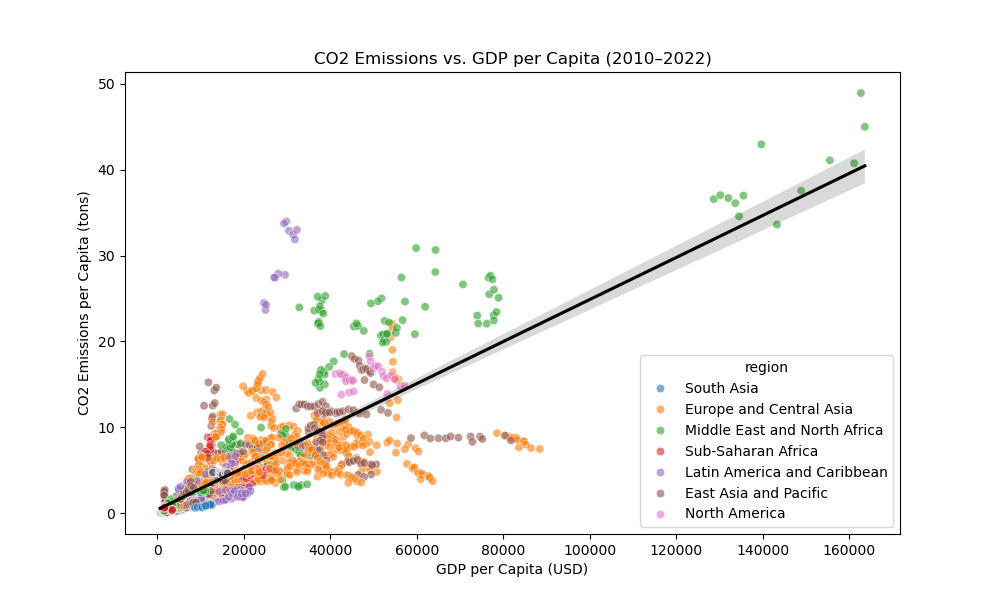 CO2 Emissions vs. GDP per Capita (2010–2022)
CO2 Emissions per Capita (tons)
50
40
30
20
10
0
0 20000 40000 60000 80000 100000 120000 140000 160000
GDP per Capita (USD)
region
South Asia
Europe and Central Asia
Middle East and North Africa
Sub-Saharan Africa
Latin America and Caribbean
East Asia and Pacific
North America